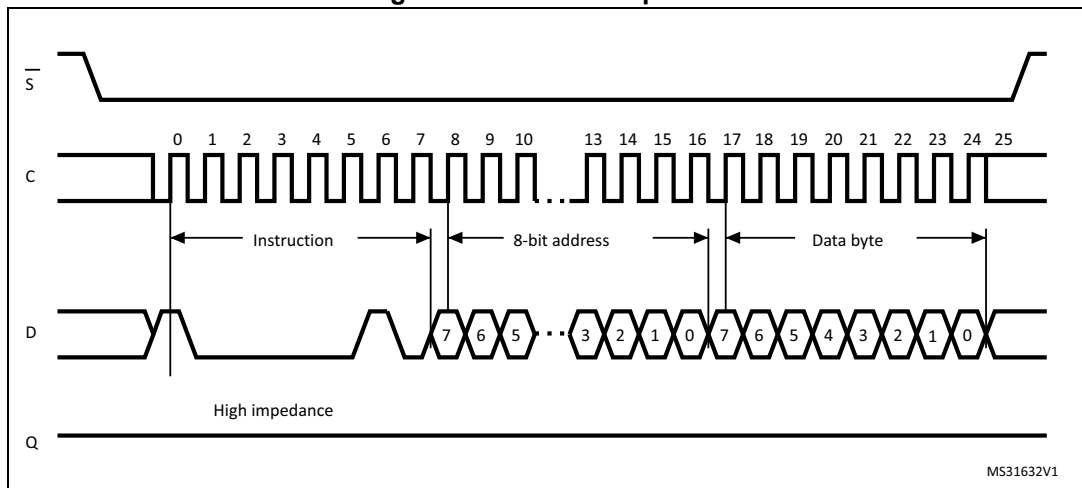 S
0 1 2 3 4 5 6 7 8 9 10 13 14 15 16 17 18 19 20 21 22 23 24 25
C
Instruction 8-bit address Data byte
D 7 6 5 3 2 1 0 7 6 5 4 3 2 1 0
High impedance
Q
MS31632V1